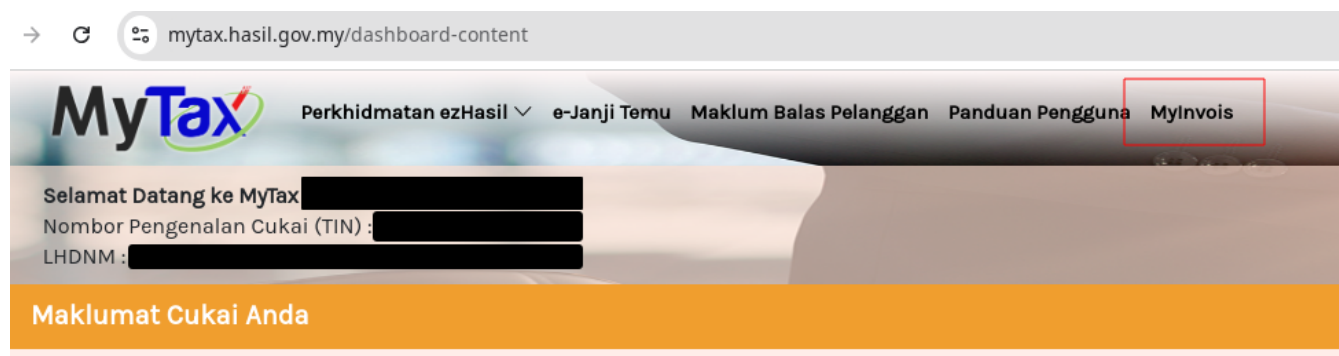 mytax.hasil.gov.my/dashboard-content
MyTax Perkhidmatan ezHasil e-Janji Temu Maklum Balas Pelanggan Panduan Pengguna MyInvois
Selamat Datang ke MyTax
Nombor Pengenalan Cukai (TIN) :
LHDNM :
Maklumat Cukai Anda